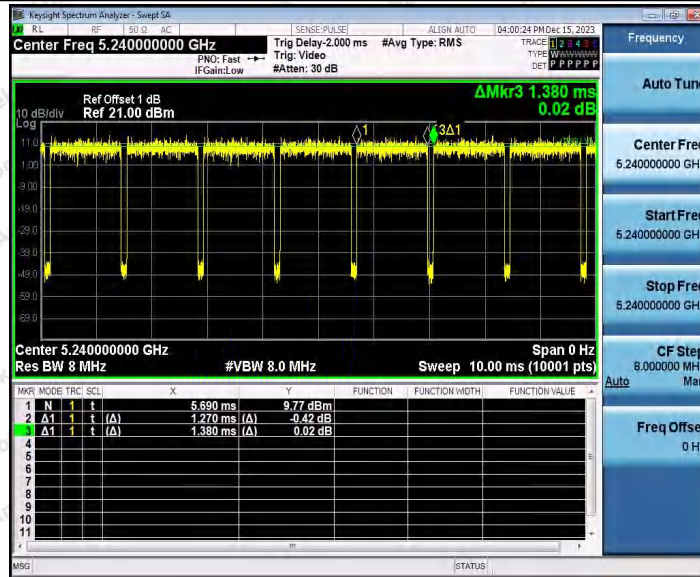 Keysight Spectrum Analyzer - Swept SA
RL RF 50 Ω AC SENSE:PULSE ALIGN AUTO 04:00:24 PM Dec 15, 2023
Center Freq 5.240000000 GHz
PNO: Fast
IFGain:Low
Trig Delay-2.000 ms
Trig: Video
#Atten: 30 dB
#Avg Type: RMS
TRACE 1 2 3 4 5 6
TYPE W
DET P P P P P P
Frequency
ΔMkr3 1.380 ms
0.02 dB
Ref Offset 1 dB
10 dB/div Ref 21.00 dBm
Log
11.0
1.00
-9.00
-19.0
-29.0
-39.0
-49.0
-59.0
-69.0
1
3Δ1
Center 5.240000000 GHz Span 0 Hz
Res BW 8 MHz #VBW 8.0 MHz Sweep 10.00 ms (10001 pts)
MKR MODE TRC SCL X Y FUNCTION FUNCTION WIDTH FUNCTION VALUE
1 N 1 t 5.690 ms 9.77 dBm
2 Δ1 1 t (Δ) 1.270 ms (Δ) -0.42 dB
3 Δ1 1 t (Δ) 1.380 ms (Δ) 0.02 dB
4
5
6
7
8
9
10
11
MSG STATUS
Auto Tune
Center Freq
5.240000000 GH
Start Freq
5.240000000 GH
Stop Freq
5.240000000 GH
CF Step
8.000000 MH
Auto Man
Freq Offse
0 H